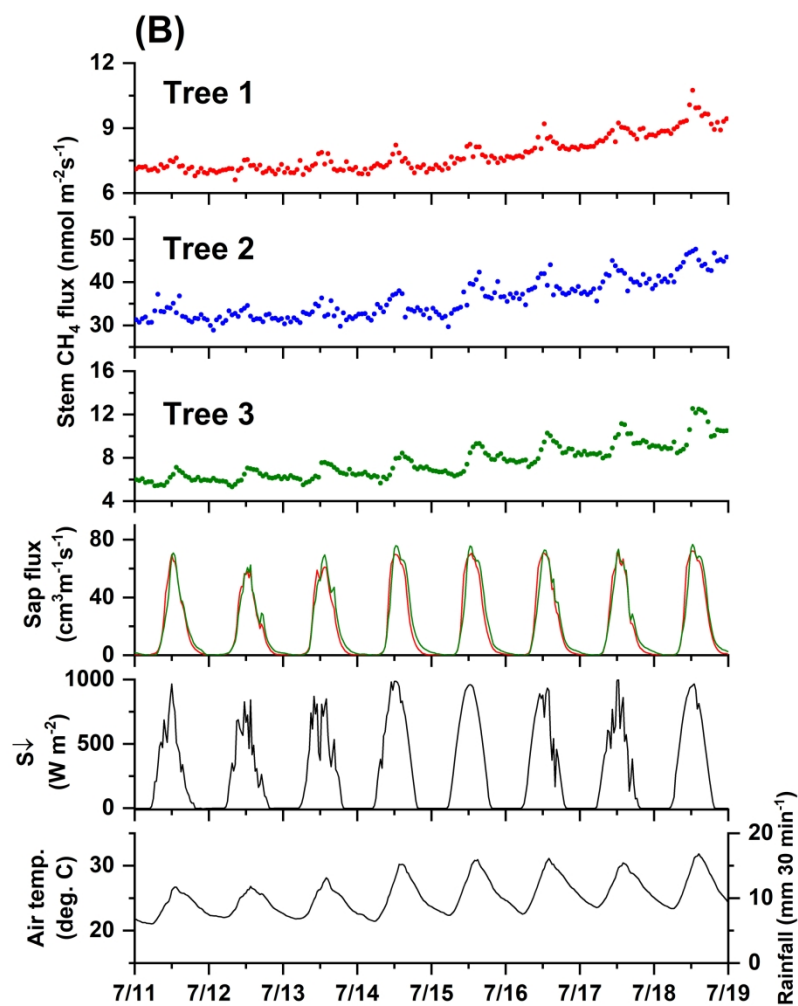 (B)
Stem CH4 flux (nmol m-2s-1)
12
9
6
Tree 1
50
40
30
Tree 2
16
12
8
4
Tree 3
Sap flux
(cm3m-1s-1)
80
40
0
S↓
(W m-2)
1000
500
0
Air temp.
(deg. C)
30
20
20
10
0
Rainfall (mm 30 min-1)
7/11 7/12 7/13 7/14 7/15 7/16 7/17 7/18 7/19